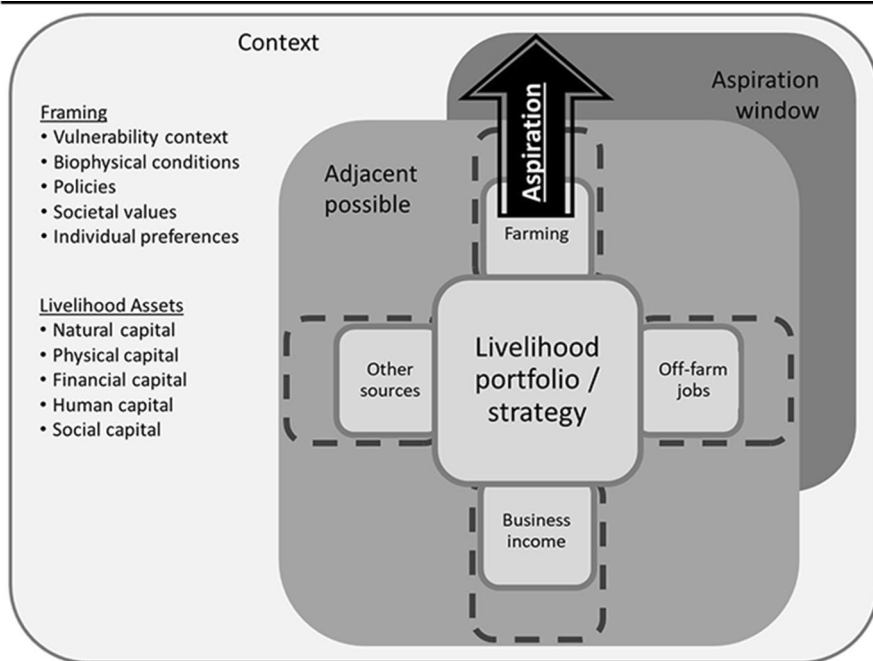 Context
Framing
• Vulnerability context
• Biophysical conditions
• Policies
• Societal values
• Individual preferences
Livelihood Assets
• Natural capital
• Physical capital
• Financial capital
• Human capital
• Social capital
Aspiration
window
Adjacent
possible
Aspiration
Farming
Other
sources
Livelihood
portfolio /
strategy
Off-farm
jobs
Business
income